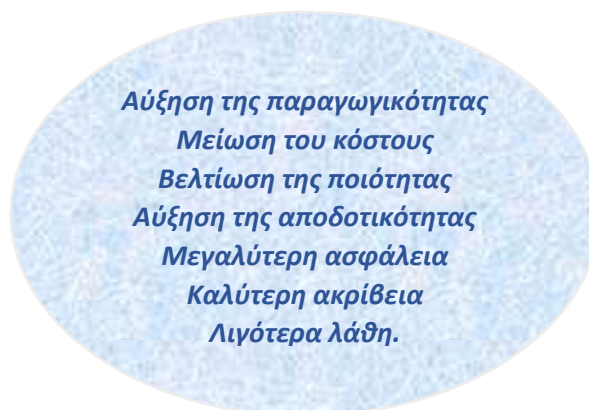 Αύξηση της παραγωγικότητας
Μείωση του κόστους
Βελτίωση της ποιότητας
Αύξηση της αποδοτικότητας
Μεγαλύτερη ασφάλεια
Καλύτερη ακρίβεια
Λιγότερα λάθη.